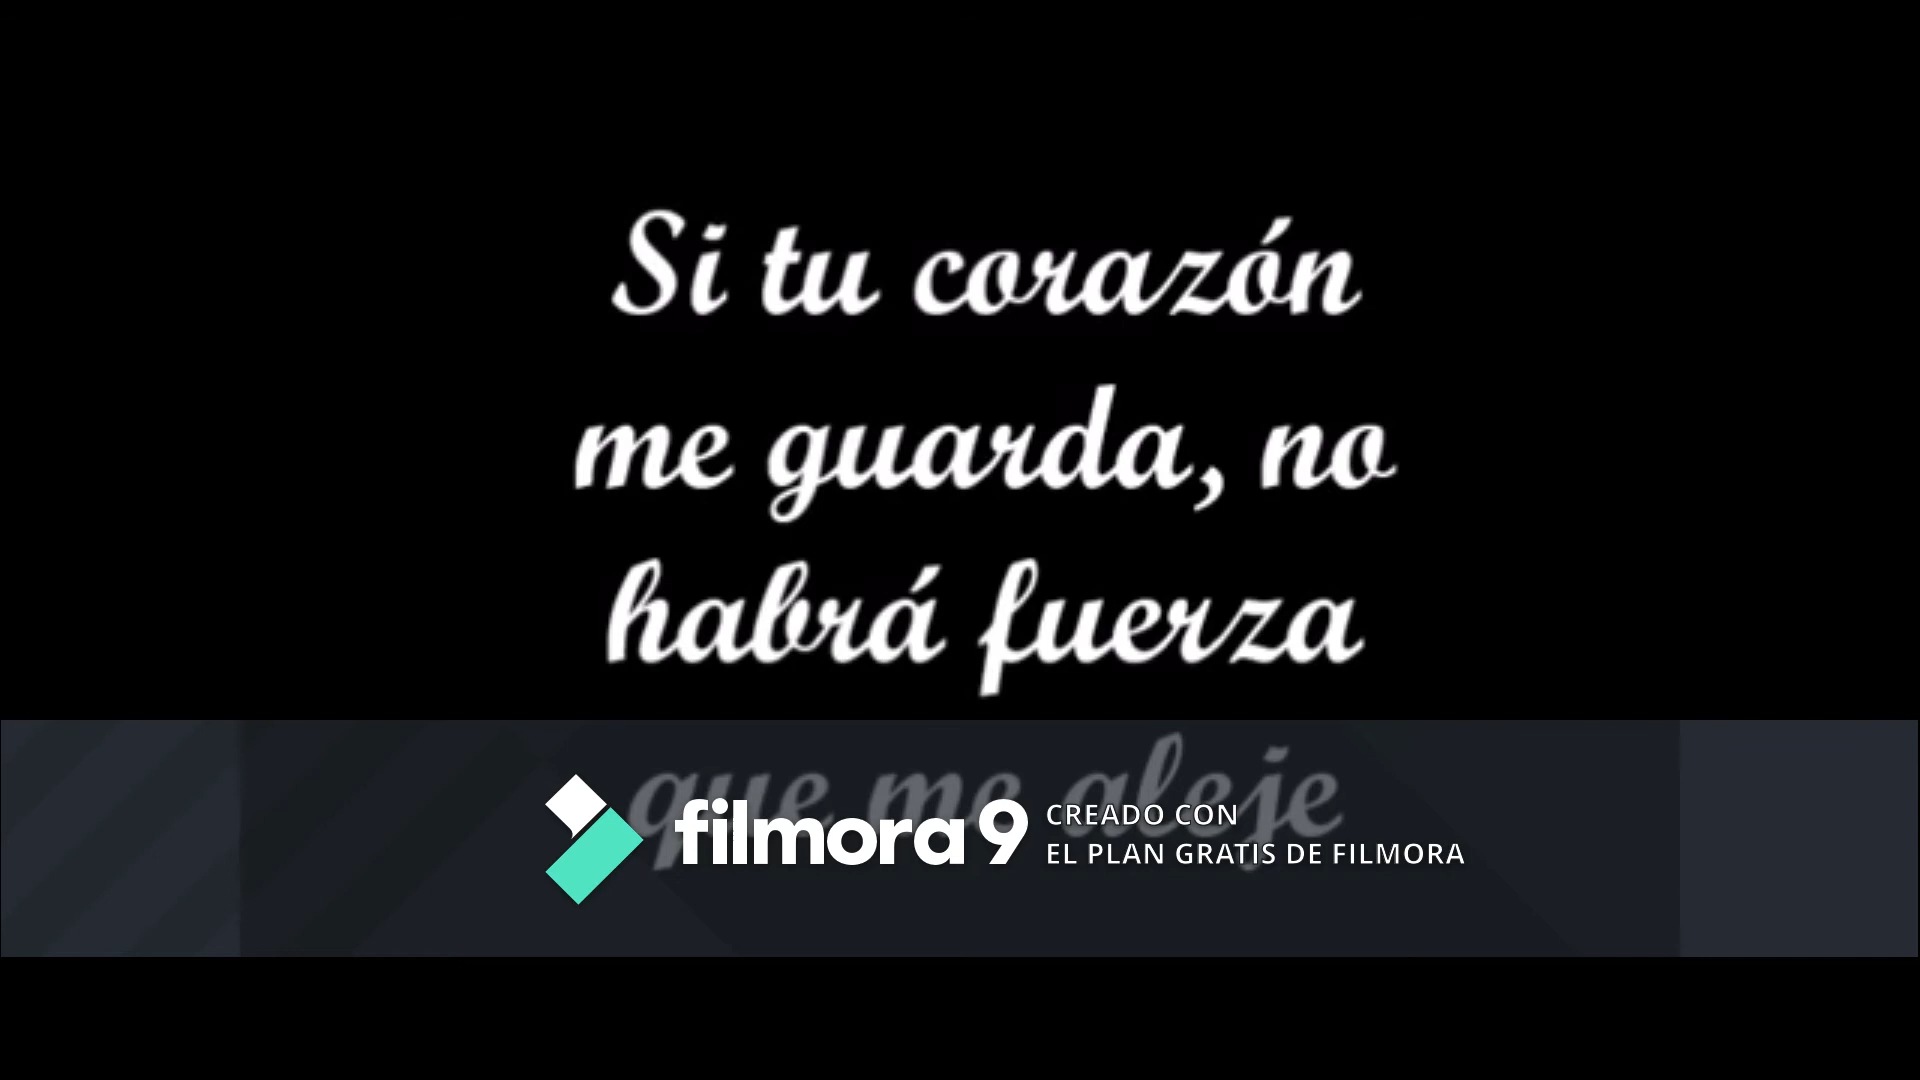 Si tu corazón
me guarda, no
habrá fuerza
que me aleje
filmora9
CREADO CON
EL PLAN GRATIS DE FILMORA